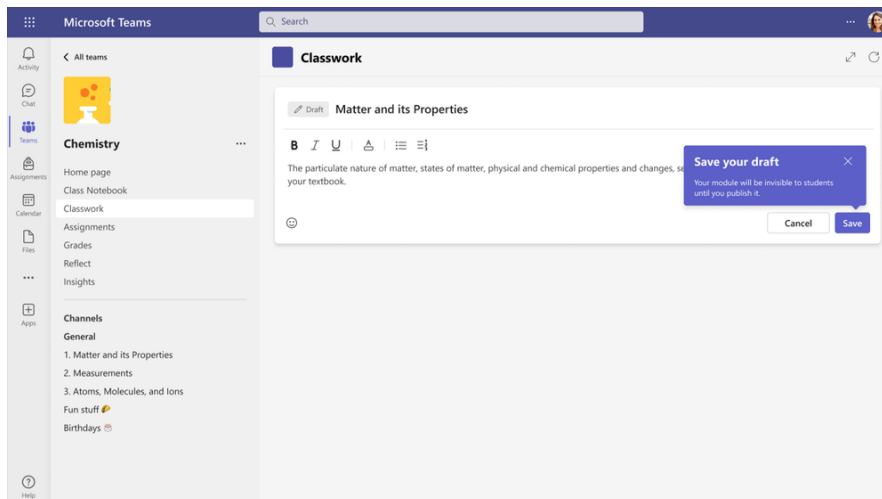 Microsoft Teams
Search
Activity
Chat
Teams
Assignments
Calendar
Files
Apps
Help
All teams
Chemistry
Home page
Class Notebook
Classwork
Assignments
Grades
Reflect
Insights
Channels
General
1. Matter and its Properties
2. Measurements
3. Atoms, Molecules, and Ions
Fun stuff
Birthdays
Classwork
Draft Matter and its Properties
B I U A
The particulate nature of matter, states of matter, physical and chemical properties and changes, se
your textbook.
Save your draft
Your module will be invisible to students
until you publish it.
Cancel Save